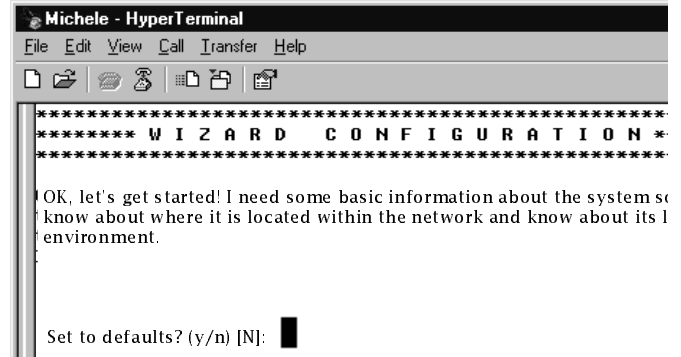 Michele - HyperTerminal
File Edit View Call Transfer Help
********************************************************
******** W I Z A R D   C O N F I G U R A T I O N *
********************************************************
OK, let's get started! I need some basic information about the system so
know about where it is located within the network and know about its l
environment.
Set to defaults? (y/n) [N]: